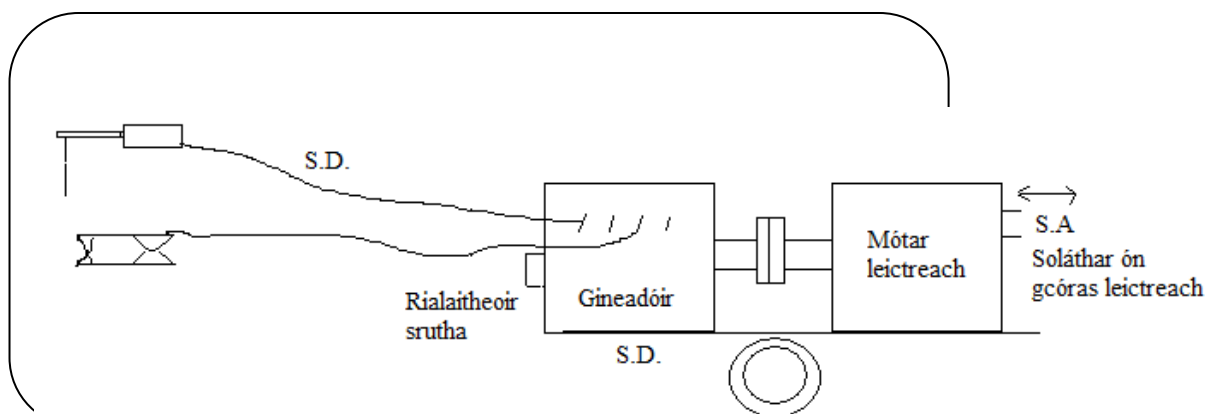 S.D.
Rialaitheoir
srutha
Gineadóir
S.D.
Mótar
leictreach
S.A
Soláthar ón
gcóras leictreach